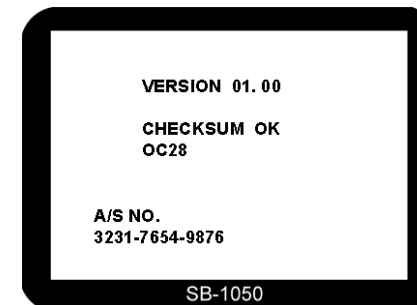 VERSION 01.00
CHECKSUM OK
OC28
A/S NO.
3231-7654-9876
SB-1050